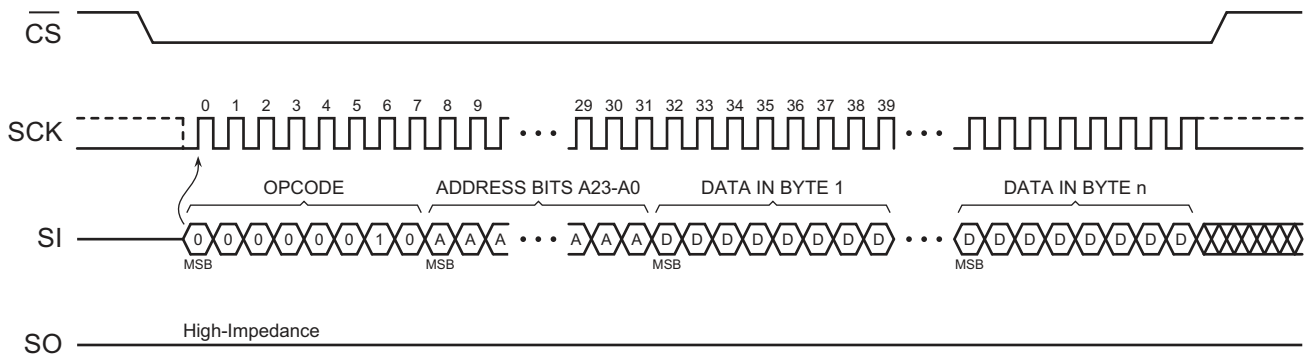 CS
0 1 2 3 4 5 6 7 8 9 29 30 31 32 33 34 35 36 37 38 39
SCK
OPCODE ADDRESS BITS A23-A0 DATA IN BYTE 1 DATA IN BYTE n
SI 0 0 0 0 0 0 1 0 A A A A A A D D D D D D D D D D D D D D D D
MSB MSB MSB MSB
High-Impedance
SO